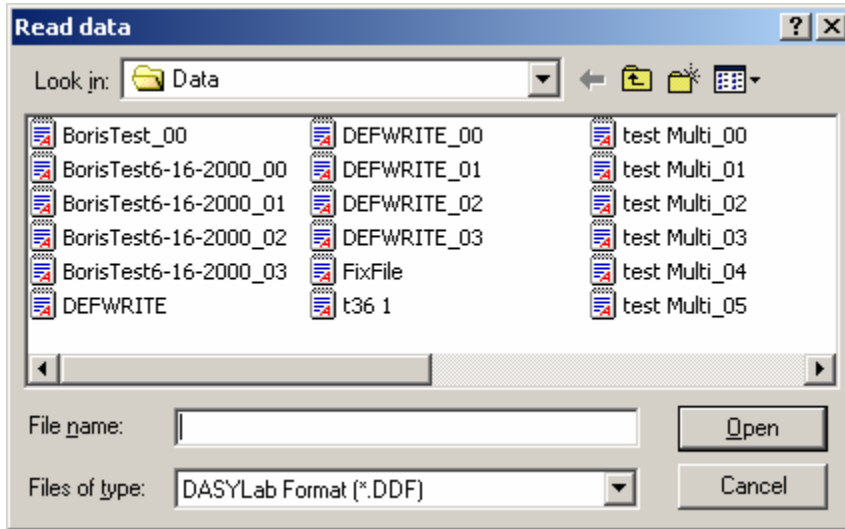 Read data
Look in: Data
BorisTest_00
BorisTest6-16-2000_00
BorisTest6-16-2000_01
BorisTest6-16-2000_02
BorisTest6-16-2000_03
DEFWRITE
DEFWRITE_00
DEFWRITE_01
DEFWRITE_02
DEFWRITE_03
FixFile
t36 1
test Multi_00
test Multi_01
test Multi_02
test Multi_03
test Multi_04
test Multi_05
File name:
Open
Files of type: DASYLab Format (*.DDF)
Cancel